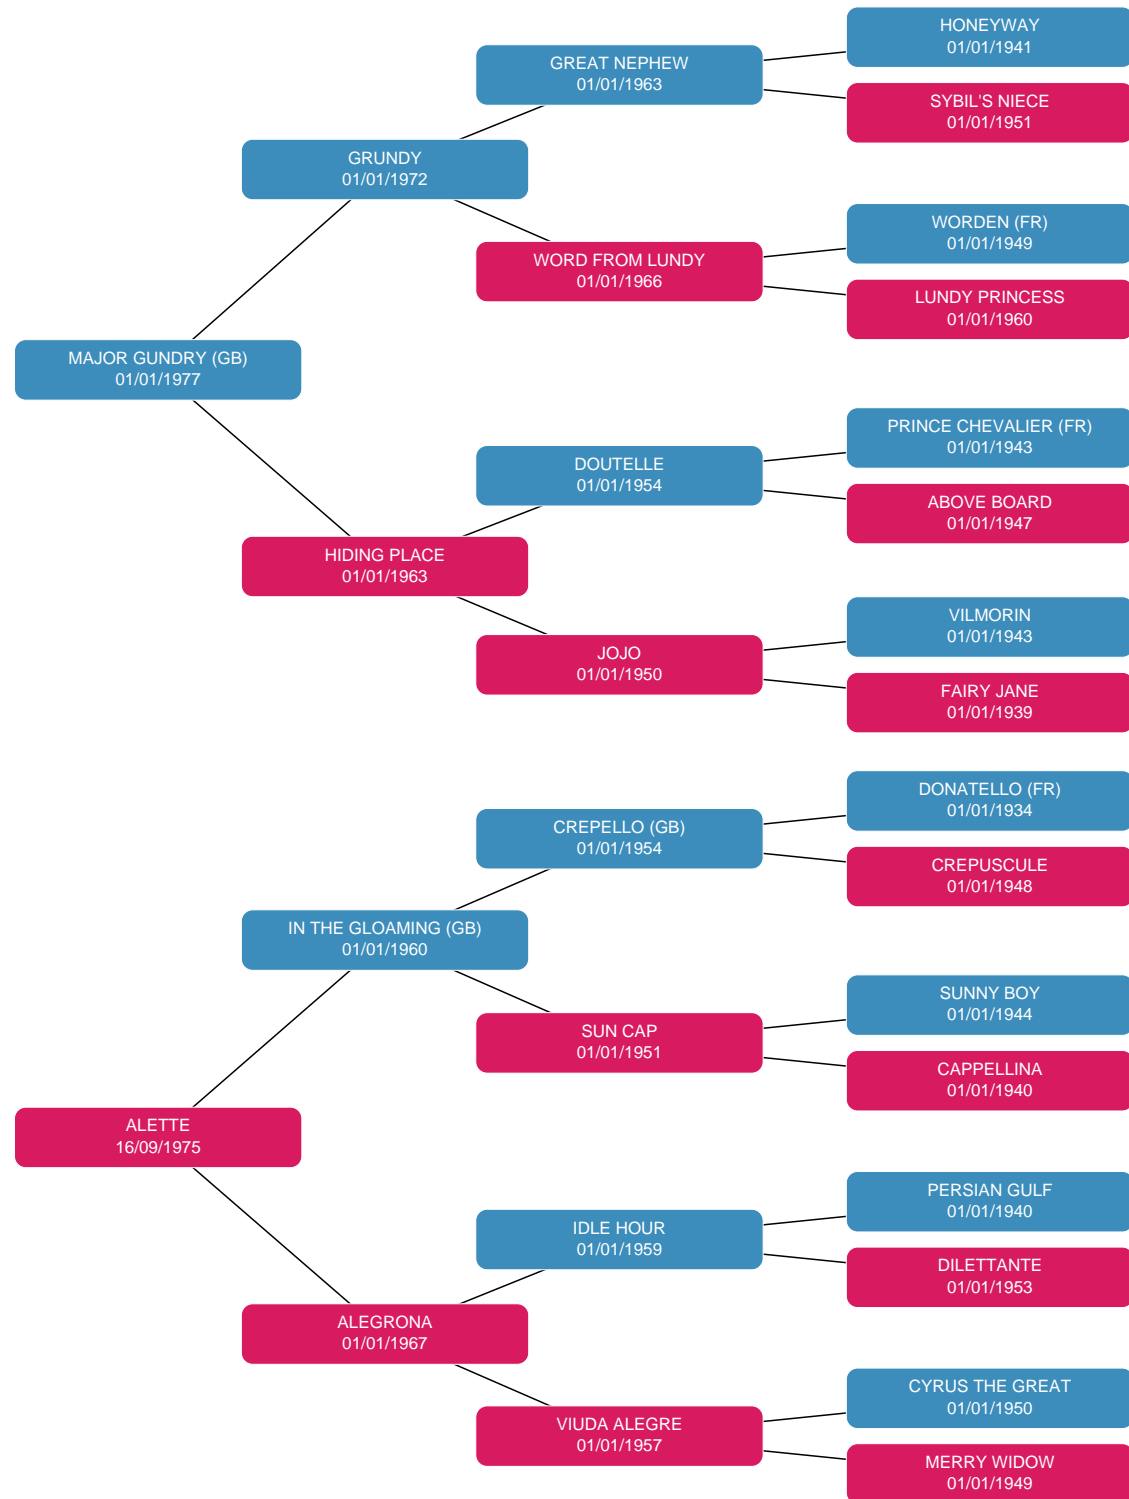 HONEYWAY
01/01/1941
GREAT NEPHEW
01/01/1963
SYBIL'S NIECE
01/01/1951
GRUNDY
01/01/1972
WORDEN (FR)
01/01/1949
WORD FROM LUNDY
01/01/1966
LUNDY PRINCESS
01/01/1960
MAJOR GUNDRY (GB)
01/01/1977
PRINCE CHEVALIER (FR)
01/01/1943
DOUTELLE
01/01/1954
ABOVE BOARD
01/01/1947
HIDING PLACE
01/01/1963
VILMORIN
01/01/1943
JOJO
01/01/1950
FAIRY JANE
01/01/1939
DONATELLO (FR)
01/01/1934
CREPELLO (GB)
01/01/1954
CREPUSCULE
01/01/1948
IN THE GLOAMING (GB)
01/01/1960
SUNNY BOY
01/01/1944
SUN CAP
01/01/1951
CAPPELLINA
01/01/1940
ALETTE
16/09/1975
PERSIAN GULF
01/01/1940
IDLE HOUR
01/01/1959
DILETTANTE
01/01/1953
ALEGRONA
01/01/1967
CYRUS THE GREAT
01/01/1950
VIUDA ALEGRE
01/01/1957
MERRY WIDOW
01/01/1949